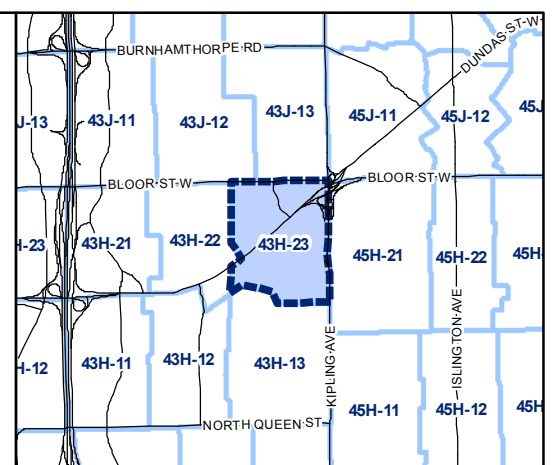 BURNHAMTHORPE RD
DUNDAS ST W
J-13
43J-11
43J-12
43J-13
45J-11
45J-12
45J
BLOOR ST W
BLOOR ST W
H-23
43H-21
43H-22
43H-23
45H-21
45H-22
45H
H-12
43H-11
43H-12
43H-13
KIPLING AVE
ISLINGTON AVE
45H-11
45H-12
45H
NORTH QUEEN ST